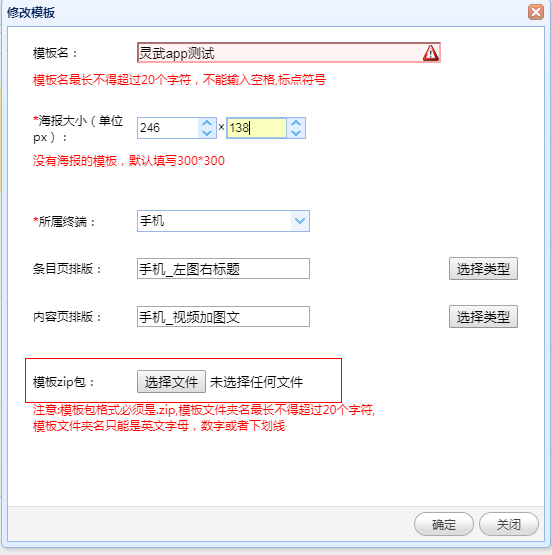 修改模板
模板名：
灵武app测试
模板名最长不得超过20个字符，不能输入空格,标点符号
*海报大小（单位
px）：
246 × 138
没有海报的模板，默认填写300*300
*所属终端：
手机
条目页排版：
手机_左图右标题
选择类型
内容页排版：
手机_视频加图文
选择类型
模板zip包：
选择文件 未选择任何文件
注意:模板包格式必须是.zip,模板文件夹名最长不得超过20个字符,
模板文件夹名只能是英文字母，数字或者下划线
确定
关闭